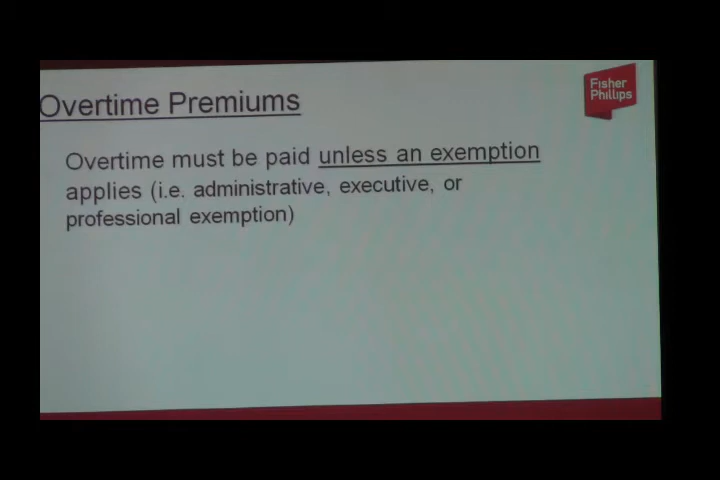 Overtime Premiums
Fisher
Phillips
Overtime must be paid unless an exemption
applies (i.e. administrative, executive, or
professional exemption)